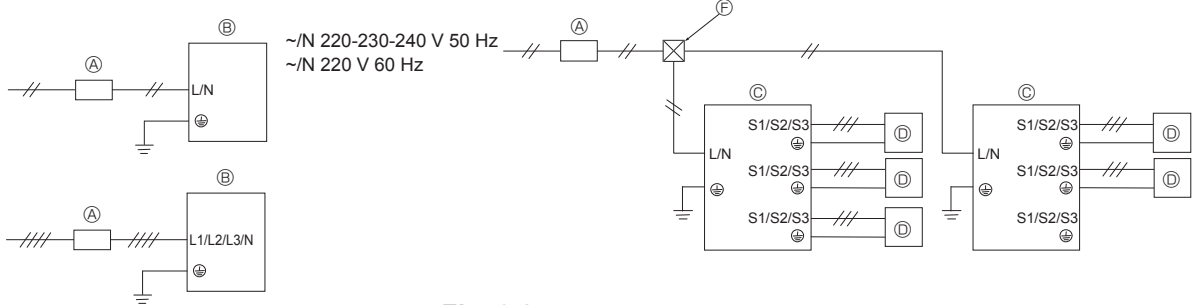 Ⓐ
Ⓑ
L/N
Ⓐ
Ⓑ
L1/L2/L3/N
~/N 220-230-240 V 50 Hz
~/N 220 V 60 Hz
Ⓐ
Ⓕ
Ⓒ
L/N
S1/S2/S3
Ⓓ
S1/S2/S3
Ⓓ
S1/S2/S3
Ⓓ
Ⓒ
L/N
S1/S2/S3
Ⓓ
S1/S2/S3
Ⓓ
S1/S2/S3